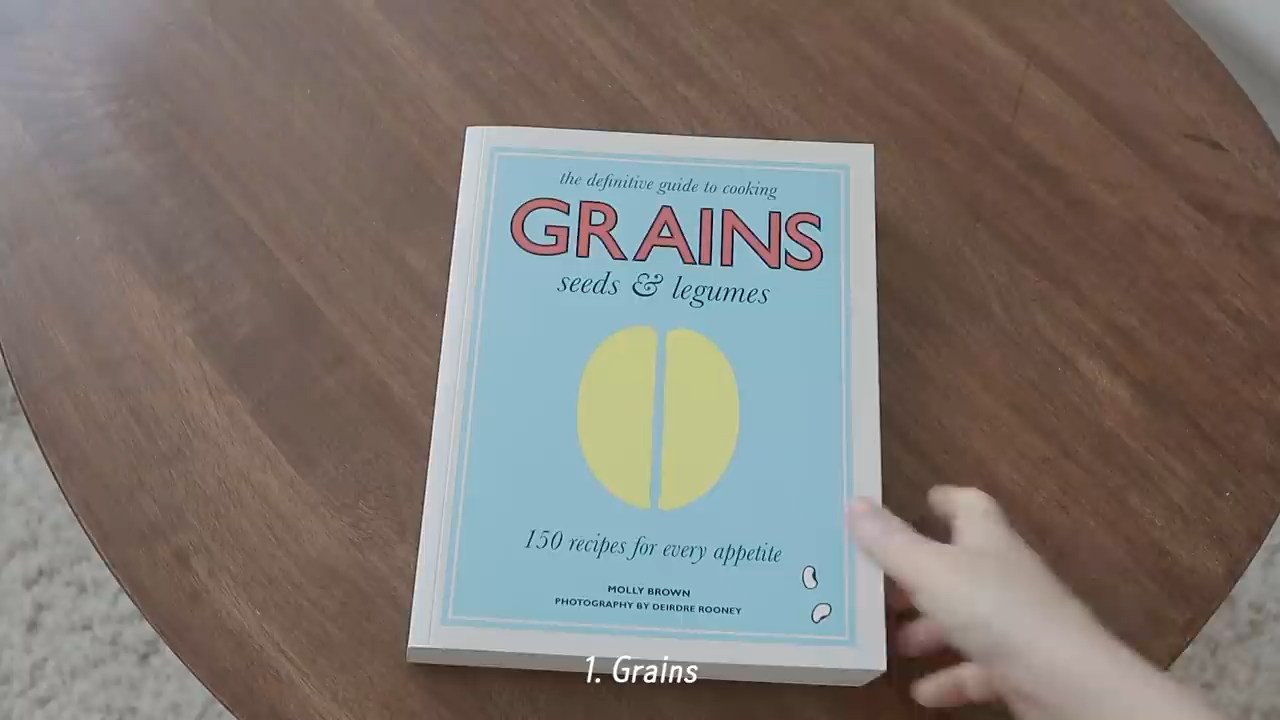 the definitive guide to cooking
GRAINS
seeds & legumes
150 recipes for every appetite
MOLLY BROWN
PHOTOGRAPHY BY DEIRDRE ROONEY
1. Grains